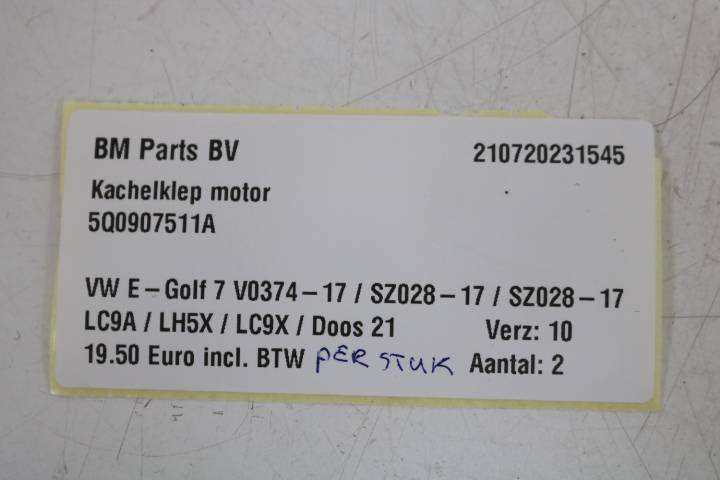 BM Parts BV 210720231545
Kachelklep motor
5Q0907511A
VW E-Golf 7 V0374-17 / SZ028-17 / SZ028-17
LC9A / LH5X / LC9X / Doos 21 Verz: 10
19.50 Euro incl. BTW PER STUK Aantal: 2